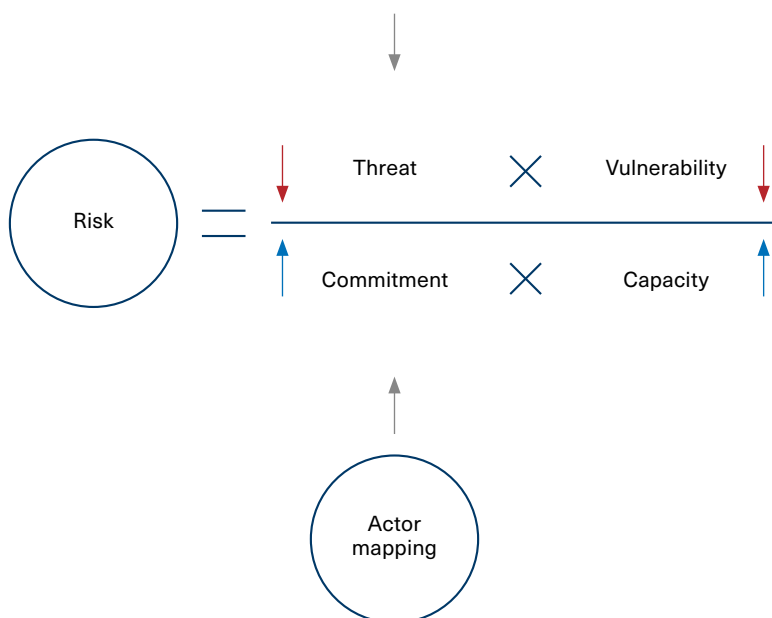 Threat
Vulnerability
Risk
Commitment
Capacity
Actor
mapping